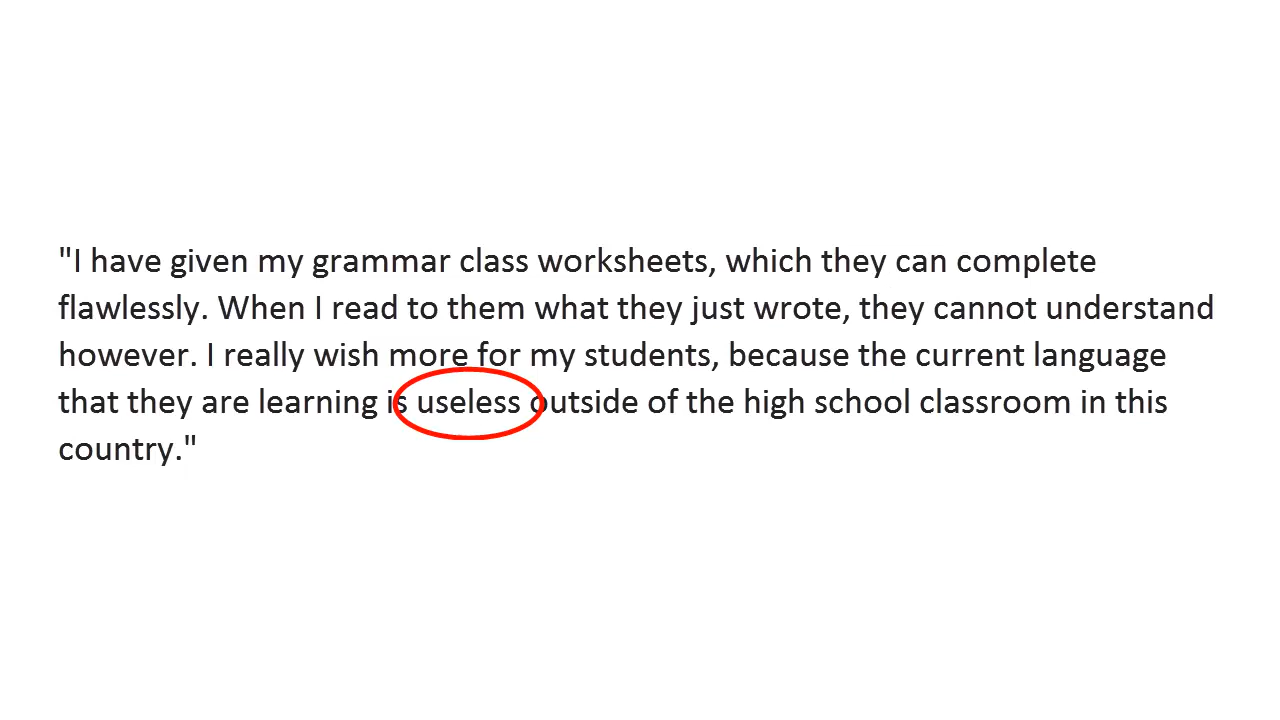 "I have given my grammar class worksheets, which they can complete
flawlessly. When I read to them what they just wrote, they cannot understand
however. I really wish more for my students, because the current language
that they are learning is useless outside of the high school classroom in this
country."